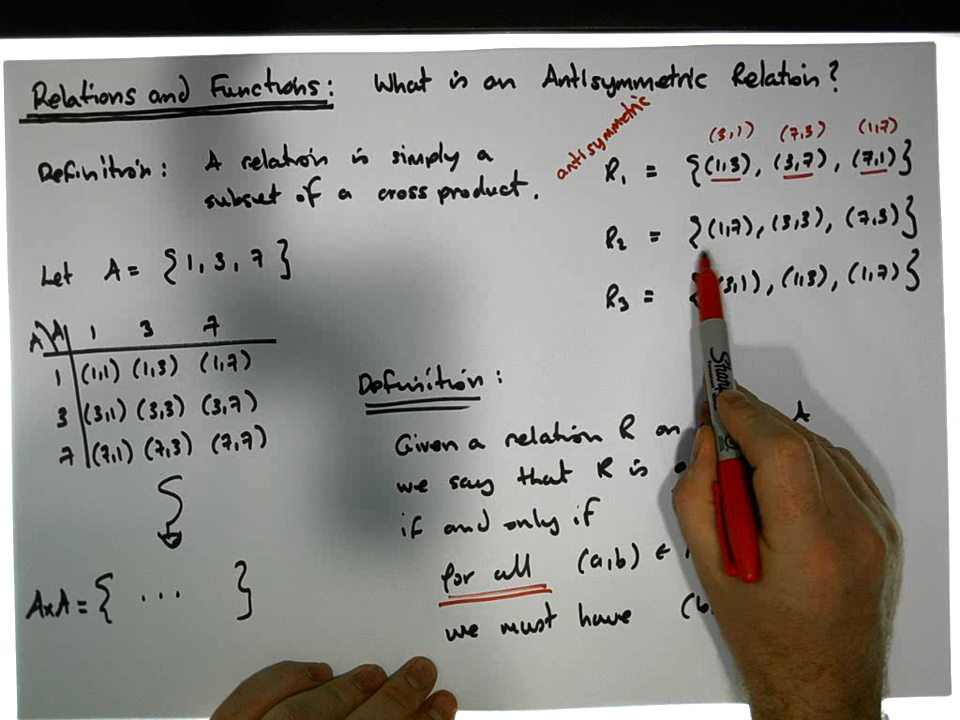 Relations and Functions: What is an Antisymmetric Relation?
Definition: A relation is simply a
subset of a cross product.
Let A = {1, 3, 7}
A\A 1 3 7
1 (1,1) (1,3) (1,7)
3 (3,1) (3,3) (3,7)
7 (7,1) (7,3) (7,7)
A×A = { ... }
antisymmetric
(3,1) (7,3) (1,7)
R1 = {(1,3), (3,7), (7,1)}
R2 = {(1,7), (3,3), (7,3)}
R3 = { 3,1), (1,3), (1,7)}
Definition:
Given a relation R on A
we say that R is
if and only if
for all (a,b) ∈
we must have (b,
Sharpie